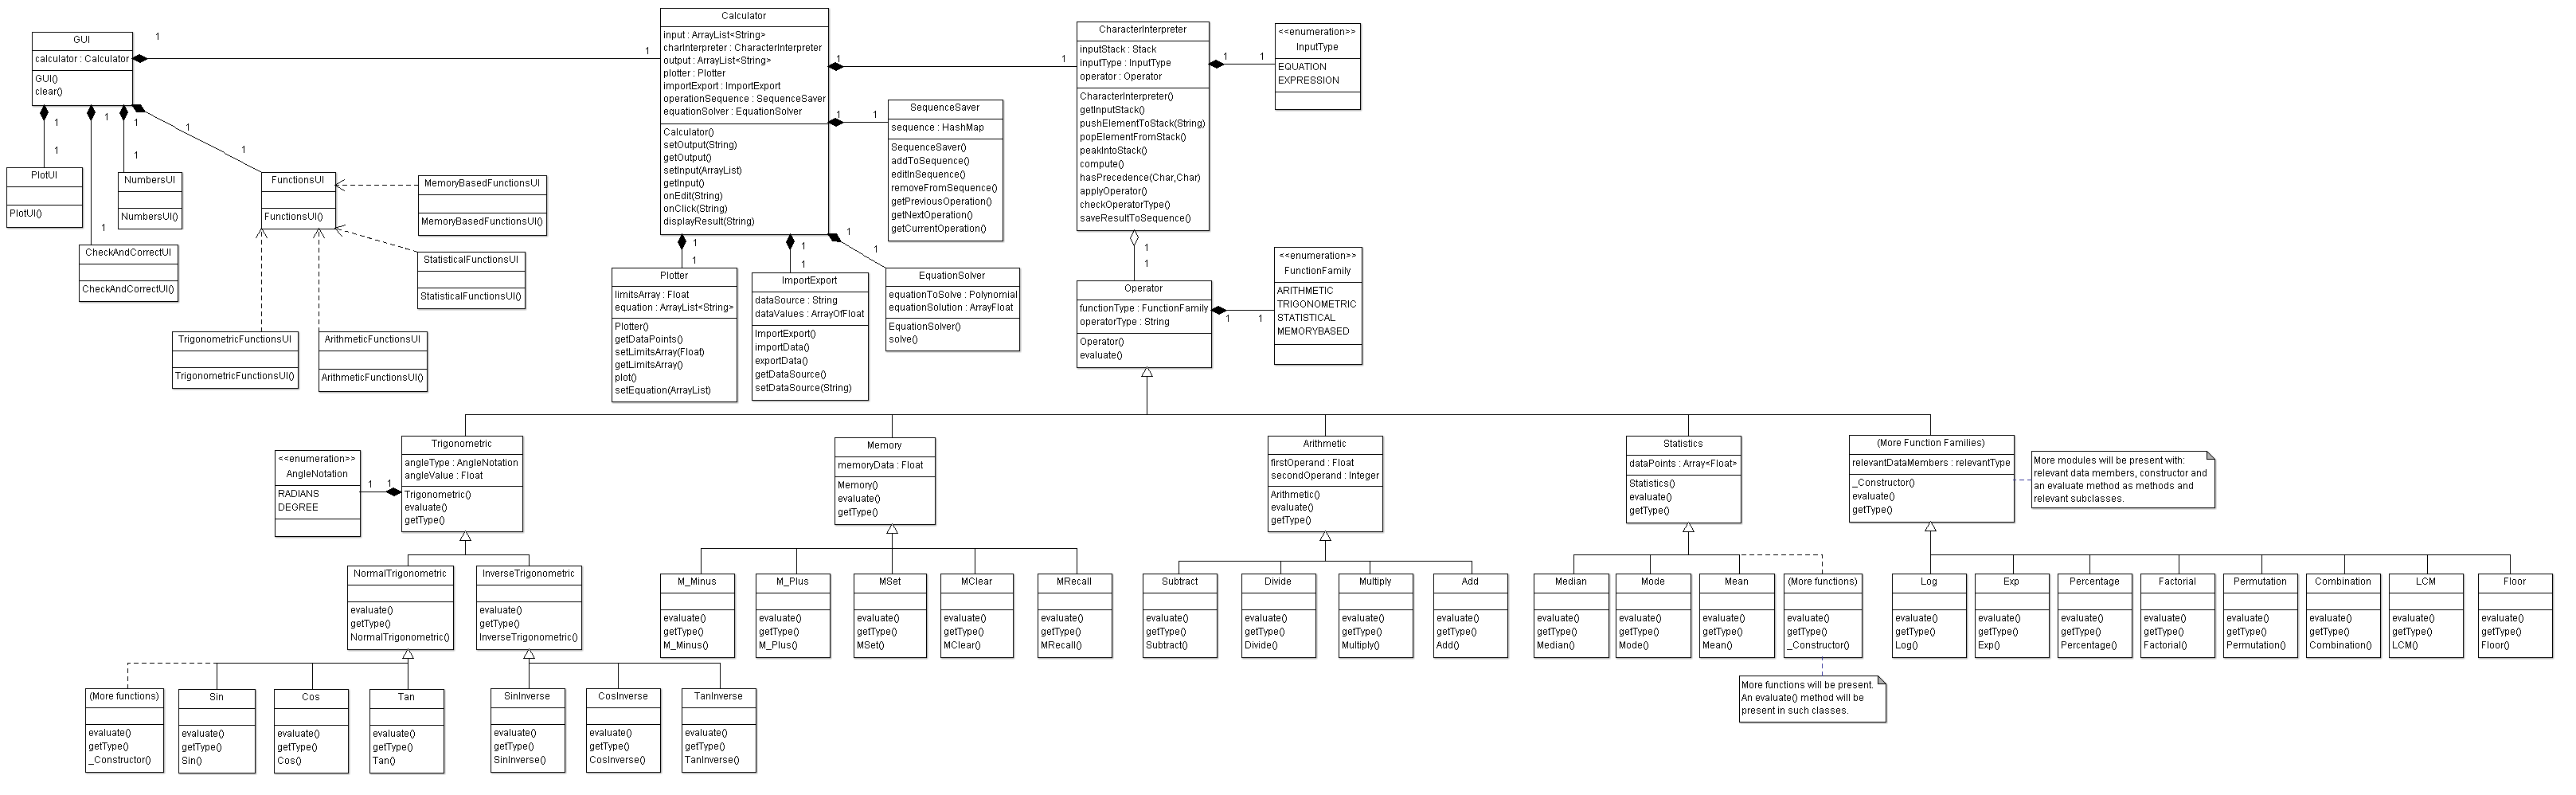 GUI
calculator : Calculator
GUI()
clear()
1
1
1
1
1
1
1
1
1
1
PlotUI
PlotUI()
CheckAndCorrectUI
CheckAndCorrectUI()
NumbersUI
NumbersUI()
FunctionsUI
FunctionsUI()
MemoryBasedFunctionsUI
MemoryBasedFunctionsUI()
StatisticalFunctionsUI
StatisticalFunctionsUI()
TrigonometricFunctionsUI
TrigonometricFunctionsUI()
ArithmeticFunctionsUI
ArithmeticFunctionsUI()
Calculator
input : ArrayList<String>
charInterpreter : CharacterInterpreter
output : ArrayList<String>
plotter : Plotter
importExport : ImportExport
operationSequence : SequenceSaver
equationSolver : EquationSolver
Calculator()
setOutput(String)
getOutput()
setInput(ArrayList)
getInput()
onEdit(String)
onClick(String)
displayResult(String)
1
1
1
1
1
1
1
1
1
1
SequenceSaver
sequence : HashMap
SequenceSaver()
addToSequence()
editInSequence()
removeFromSequence()
getPreviousOperation()
getNextOperation()
getCurrentOperation()
Plotter
limitsArray : Float
equation : ArrayList<String>
Plotter()
getDataPoints()
setLimitsArray(Float)
getLimitsArray()
plot()
setEquation(ArrayList)
ImportExport
dataSource : String
dataValues : ArrayOfFloat
ImportExport()
importData()
exportData()
getDataSource()
setDataSource(String)
EquationSolver
equationToSolve : Polynomial
equationSolution : ArrayFloat
EquationSolver()
solve()
CharacterInterpreter
inputStack : Stack
inputType : InputType
operator : Operator
CharacterInterpreter()
getInputStack()
pushElementToStack(String)
popElementFromStack()
peakIntoStack()
compute()
hasPrecedence(Char,Char)
applyOperator()
checkOperatorType()
saveResultToSequence()
1
1
<<enumeration>>
InputType
EQUATION
EXPRESSION
1
1
Operator
functionType : FunctionFamily
operatorType : String
Operator()
evaluate()
1
1
<<enumeration>>
FunctionFamily
ARITHMETIC
TRIGONOMETRIC
STATISTICAL
MEMORYBASED
<<enumeration>>
AngleNotation
RADIANS
DEGREE
1
1
Trigonometric
angleType : AngleNotation
angleValue : Float
Trigonometric()
evaluate()
getType()
Memory
memoryData : Float
Memory()
evaluate()
getType()
Arithmetic
firstOperand : Float
secondOperand : Integer
Arithmetic()
evaluate()
getType()
Statistics
dataPoints : Array<Float>
Statistics()
evaluate()
getType()
(More Function Families)
relevantDataMembers : relevantType
_Constructor()
evaluate()
getType()
More modules will be present with:
relevant data members, constructor and
an evaluate method as methods and
relevant subclasses.
NormalTrigonometric
evaluate()
getType()
NormalTrigonometric()
InverseTrigonometric
evaluate()
getType()
InverseTrigonometric()
M_Minus
evaluate()
getType()
M_Minus()
M_Plus
evaluate()
getType()
M_Plus()
MSet
evaluate()
getType()
MSet()
MClear
evaluate()
getType()
MClear()
MRecall
evaluate()
getType()
MRecall()
Subtract
evaluate()
getType()
Subtract()
Divide
evaluate()
getType()
Divide()
Multiply
evaluate()
getType()
Multiply()
Add
evaluate()
getType()
Add()
Median
evaluate()
getType()
Median()
Mode
evaluate()
getType()
Mode()
Mean
evaluate()
getType()
Mean()
(More functions)
evaluate()
getType()
_Constructor()
Log
evaluate()
getType()
Log()
Exp
evaluate()
getType()
Exp()
Percentage
evaluate()
getType()
Percentage()
Factorial
evaluate()
getType()
Factorial()
Permutation
evaluate()
getType()
Permutation()
Combination
evaluate()
getType()
Combination()
LCM
evaluate()
getType()
LCM()
Floor
evaluate()
getType()
Floor()
(More functions)
evaluate()
getType()
_Constructor()
Sin
evaluate()
getType()
Sin()
Cos
evaluate()
getType()
Cos()
Tan
evaluate()
getType()
Tan()
SinInverse
evaluate()
getType()
SinInverse()
CosInverse
evaluate()
getType()
CosInverse()
TanInverse
evaluate()
getType()
TanInverse()
More functions will be present.
An evaluate() method will be
present in such classes.